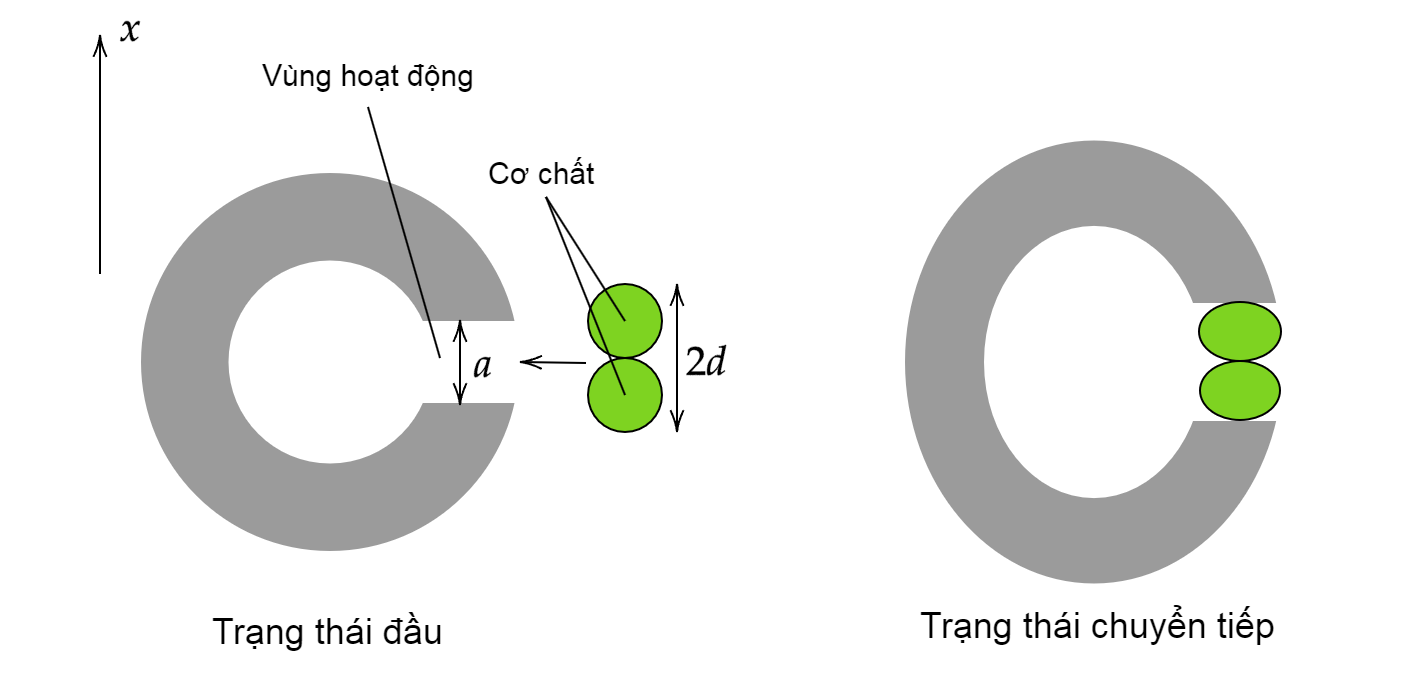 x
Vùng hoạt động
Cơ chất
a
2d
Trạng thái đầu
Trạng thái chuyển tiếp